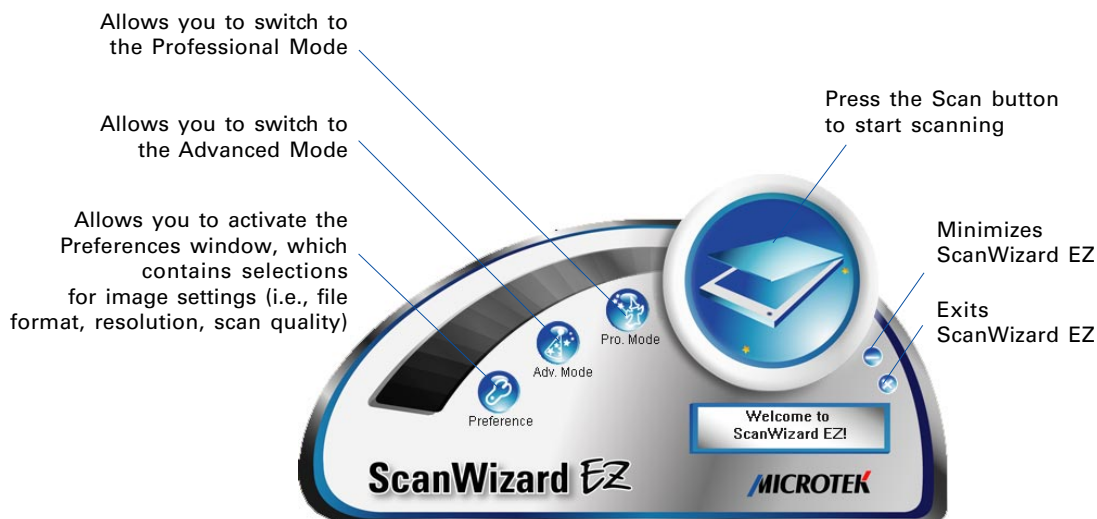 Allows you to switch to
the Professional Mode
Allows you to switch to
the Advanced Mode
Allows you to activate the
Preferences window, which
contains selections
for image settings (i.e., file
format, resolution, scan quality)
Press the Scan button
to start scanning
Minimizes
ScanWizard EZ
Exits
ScanWizard EZ
Pro. Mode
Adv. Mode
Preference
Welcome to
ScanWizard EZ!
ScanWizard EZ
MICROTEK